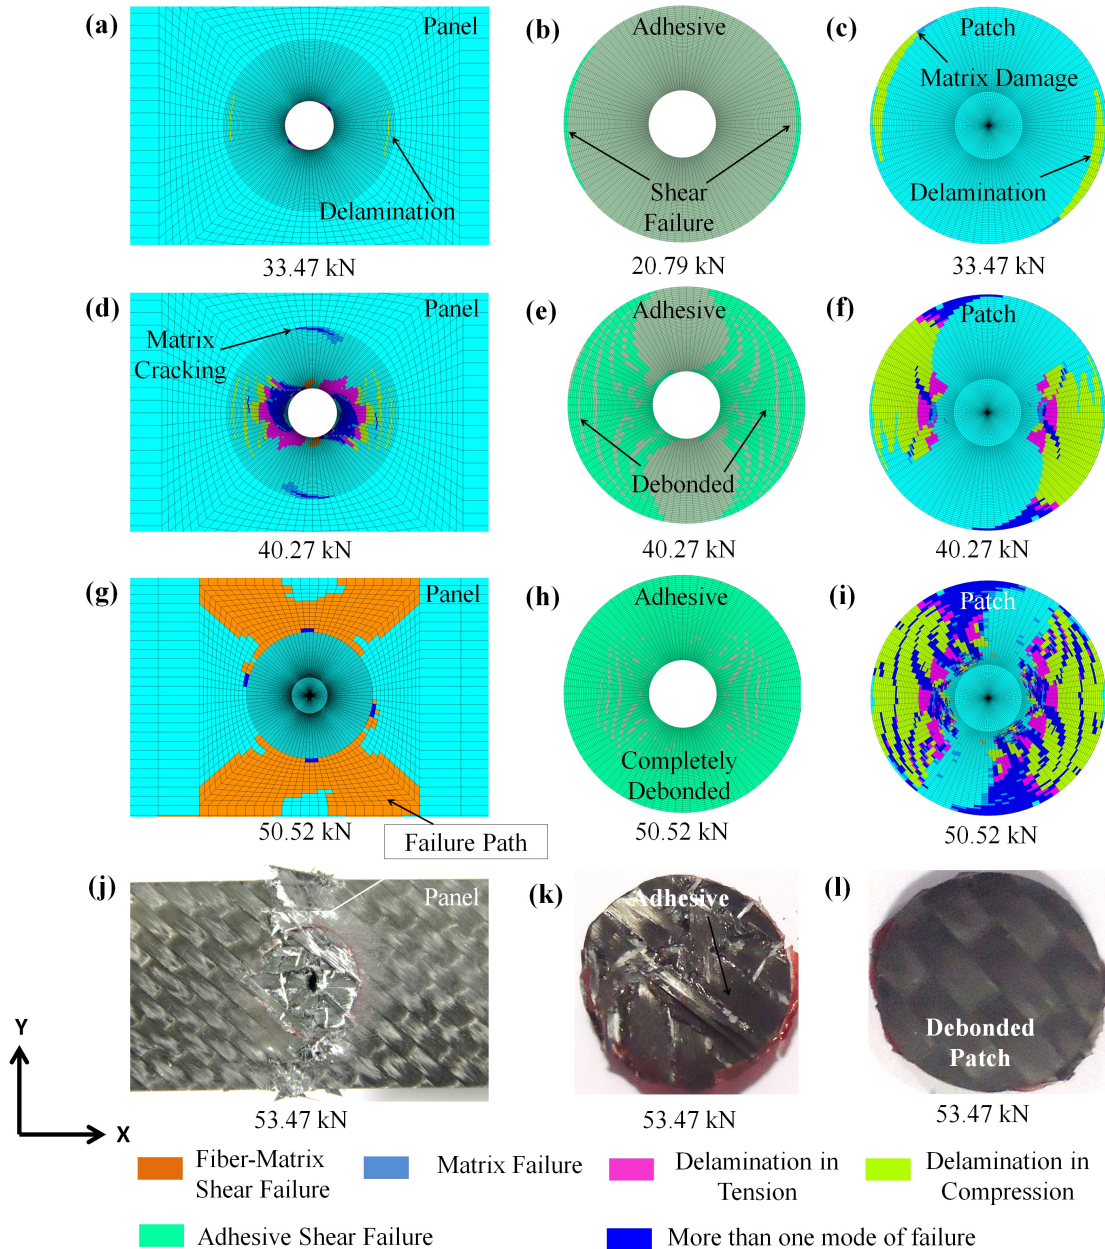 (a)
Panel
Delamination
33.47 kN
(b)
Adhesive
Shear
Failure
20.79 kN
(c)
Patch
Matrix Damage
Delamination
33.47 kN
(d)
Panel
Matrix
Cracking
40.27 kN
(e)
Adhesive
Debonded
40.27 kN
(f)
Patch
40.27 kN
(g)
Panel
Failure Path
50.52 kN
(h)
Adhesive
Completely
Debonded
50.52 kN
(i)
Patch
50.52 kN
(j)
Panel
53.47 kN
(k)
Adhesive
53.47 kN
(l)
Debonded
Patch
53.47 kN
Y
X
Fiber-Matrix
Shear Failure
Matrix Failure
Delamination in
Tension
Delamination in
Compression
Adhesive Shear Failure
More than one mode of failure